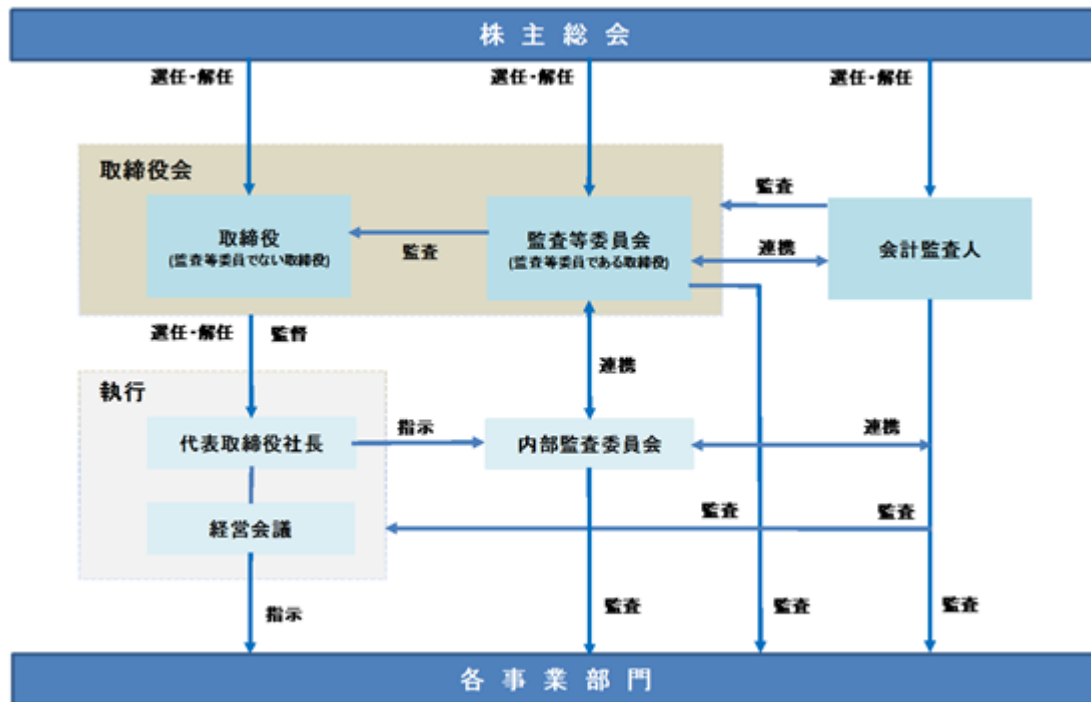 株主総会
選任・解任
選任・解任
選任・解任
取締役会
監査
取締役
(監査等委員でない取締役)
監査
監査等委員会
(監査等委員である取締役)
連携
会計監査人
選任・解任
監督
連携
執行
代表取締役社長
指示
内部監査委員会
連携
経営会議
監査
監査
指示
監査
監査
監査
各事業部門